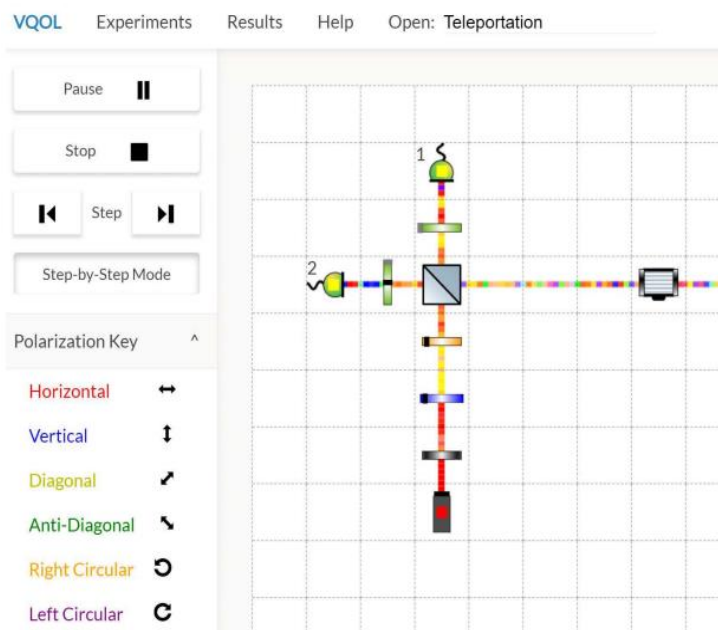 VQOL Experiments Results Help Open: Teleportation
Pause
Stop
Step
Step-by-Step Mode
Polarization Key ^
Horizontal
Vertical
Diagonal
Anti-Diagonal
Right Circular
Left Circular
1
2